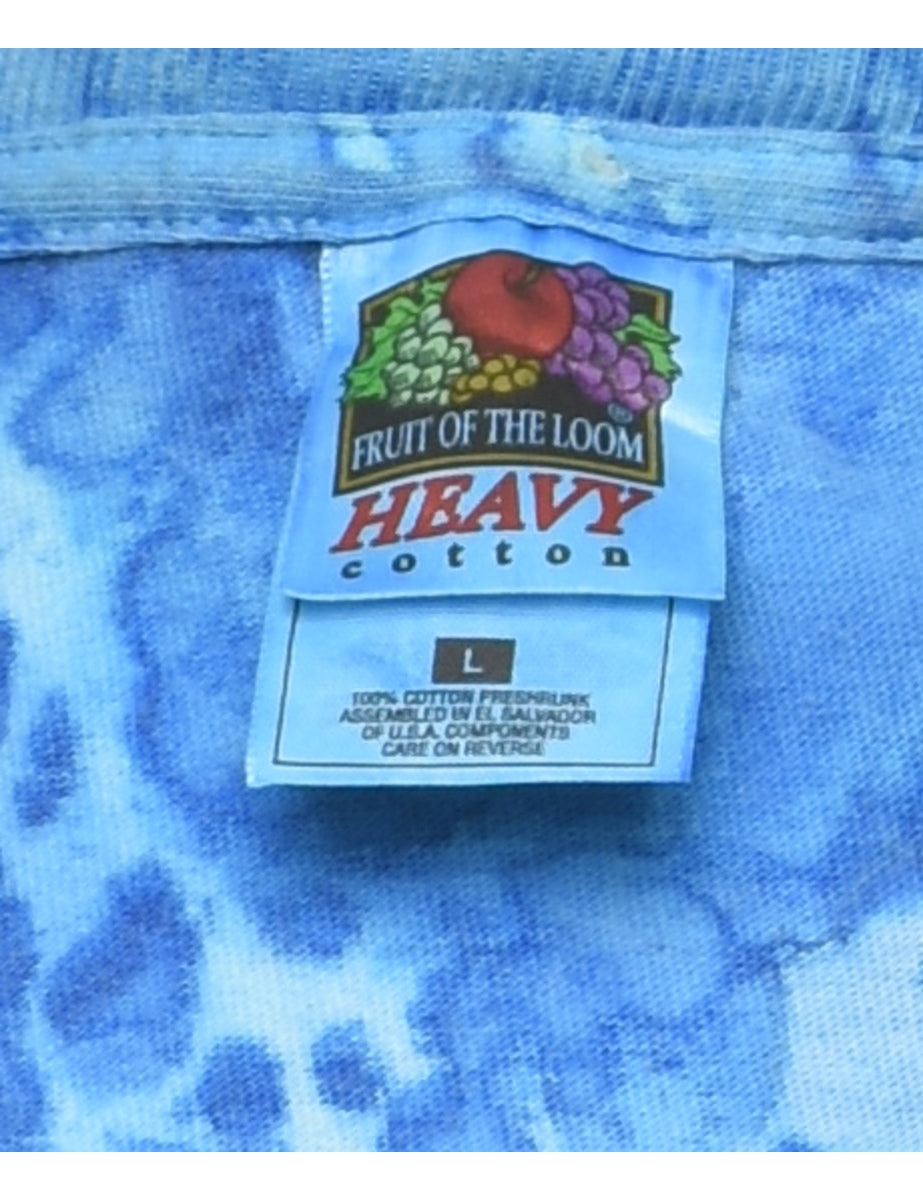 FRUIT OF THE LOOM®
HEAVY
cotton
L
100% COTTON PRESHRUNK
ASSEMBLED IN EL SALVADOR
OF U.S.A. COMPONENTS
CARE ON REVERSE